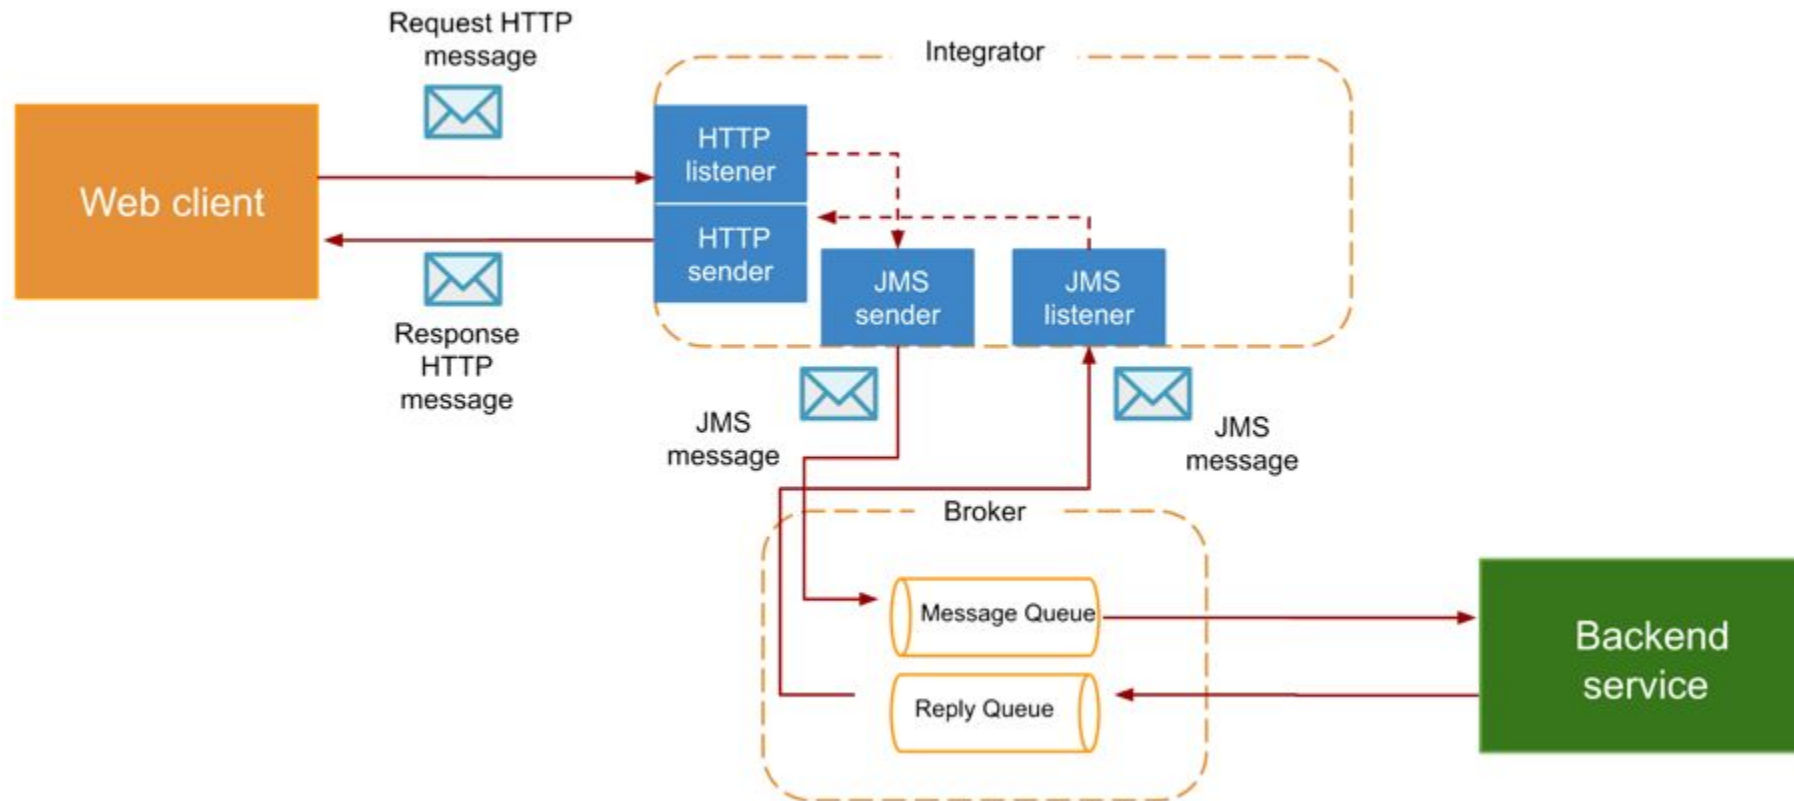 Request HTTP
message
Integrator
HTTP
listener
Web client
HTTP
sender
JMS
sender
JMS
listener
Response
HTTP
message
JMS
message
JMS
message
Broker
Message Queue
Backend
service
Reply Queue